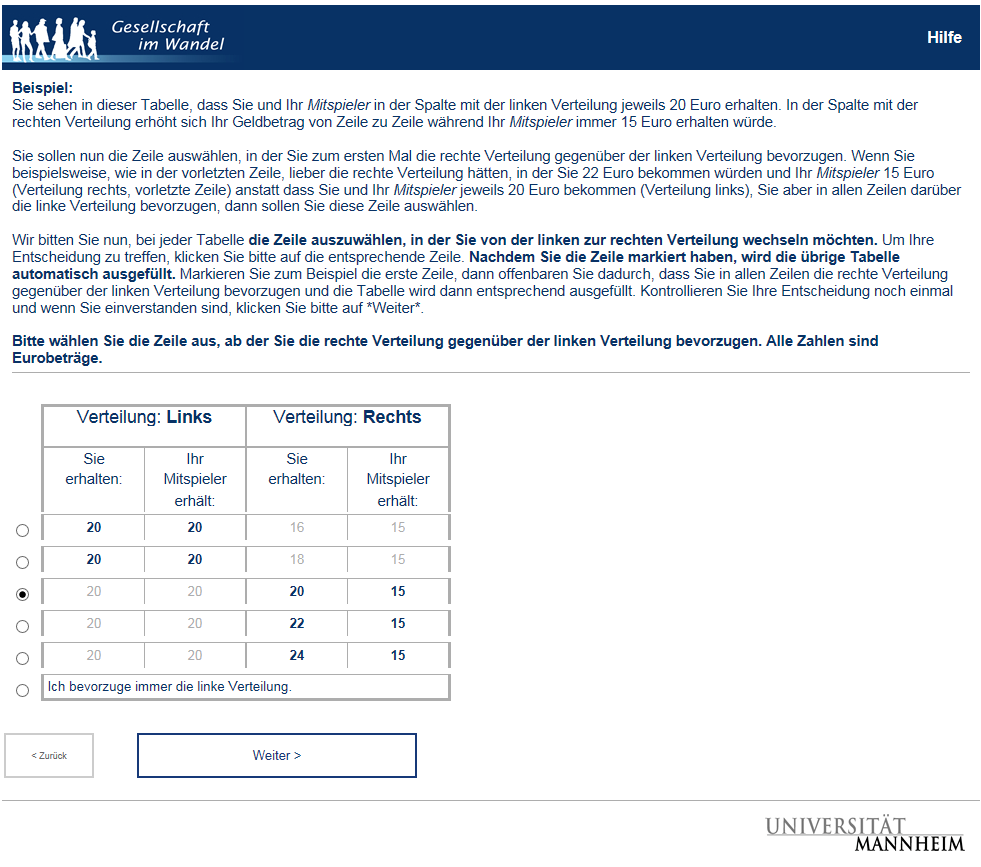 Gesellschaft
im Wandel
Hilfe
Beispiel:
Sie sehen in dieser Tabelle, dass Sie und Ihr Mitspieler in der Spalte mit der linken Verteilung jeweils 20 Euro erhalten. In der Spalte mit der
rechten Verteilung erhöht sich Ihr Geldbetrag von Zeile zu Zeile während Ihr Mitspieler immer 15 Euro erhalten würde.
Sie sollen nun die Zeile auswählen, in der Sie zum ersten Mal die rechte Verteilung gegenüber der linken Verteilung bevorzugen. Wenn Sie
beispielsweise, wie in der vorletzten Zeile, lieber die rechte Verteilung hätten, in der Sie 22 Euro bekommen würden und Ihr Mitspieler 15 Euro
(Verteilung rechts, vorletzte Zeile) anstatt dass Sie und Ihr Mitspieler jeweils 20 Euro bekommen (Verteilung links), Sie aber in allen Zeilen darüber
die linke Verteilung bevorzugen, dann sollen Sie diese Zeile auswählen.
Wir bitten Sie nun, bei jeder Tabelle die Zeile auszuwählen, in der Sie von der linken zur rechten Verteilung wechseln möchten. Um Ihre
Entscheidung zu treffen, klicken Sie bitte auf die entsprechende Zeile. Nachdem Sie die Zeile markiert haben, wird die übrige Tabelle
automatisch ausgefüllt. Markieren Sie zum Beispiel die erste Zeile, dann offenbaren Sie dadurch, dass Sie in allen Zeilen die rechte Verteilung
gegenüber der linken Verteilung bevorzugen und die Tabelle wird dann entsprechend ausgefüllt. Kontrollieren Sie Ihre Entscheidung noch einmal
und wenn Sie einverstanden sind, klicken Sie bitte auf *Weiter*.
Bitte wählen Sie die Zeile aus, ab der Sie die rechte Verteilung gegenüber der linken Verteilung bevorzugen. Alle Zahlen sind
Eurobeträge.
Verteilung: Links Verteilung: Rechts
Sie Ihr Sie Ihr
erhalten: Mitspieler erhalten: Mitspieler
erhält: erhält:
20 20 16 15
20 20 18 15
20 20 20 15
20 20 22 15
20 20 24 15
Ich bevorzuge immer die linke Verteilung.
< Zurück Weiter >
UNIVERSITÄT
MANNHEIM